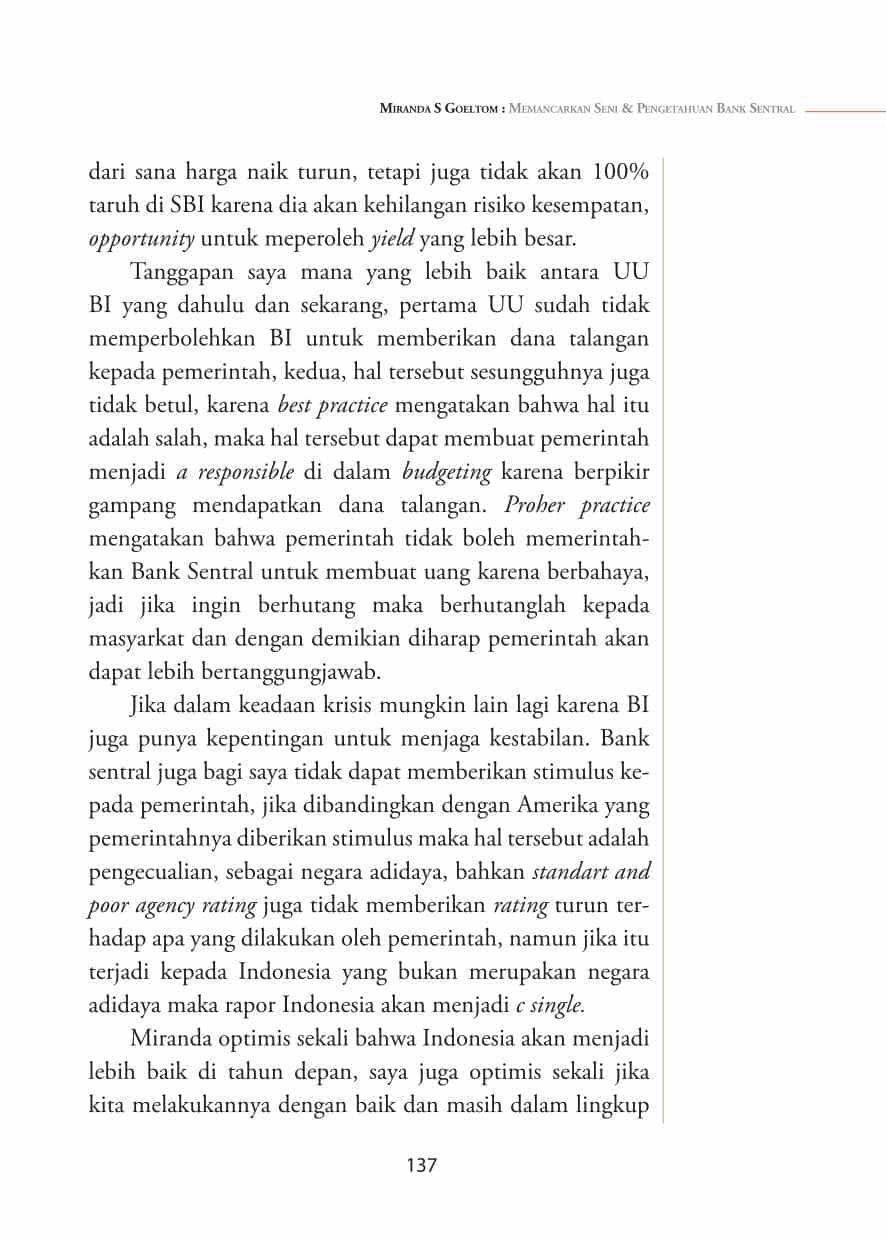 MIRANDA S GOELTOM : MEMANCARKAN SENI & PENGETAHUAN BANK SENTRAL
dari sana harga naik turun, tetapi juga tidak akan 100%
taruh di SBI karena dia akan kehilangan risiko kesempatan,
opportunity untuk meperoleh yield yang lebih besar.
Tanggapan saya mana yang lebih baik antara UU
BI yang dahulu dan sekarang, pertama UU sudah tidak
memperbolehkan BI untuk memberikan dana talangan
kepada pemerintah, kedua, hal tersebut sesungguhnya juga
tidak betul, karena best practice mengatakan bahwa hal itu
adalah salah, maka hal tersebut dapat membuat pemerintah
menjadi a responsible di dalam budgeting karena berpikir
gampang mendapatkan dana talangan. Proher practice
mengatakan bahwa pemerintah tidak boleh memerintah-
kan Bank Sentral untuk membuat uang karena berbahaya,
jadi jika ingin berhutang maka berhutanglah kepada
masyarkat dan dengan demikian diharap pemerintah akan
dapat lebih bertanggungjawab.
Jika dalam keadaan krisis mungkin lain lagi karena BI
juga punya kepentingan untuk menjaga kestabilan. Bank
sentral juga bagi saya tidak dapat memberikan stimulus ke-
pada pemerintah, jika dibandingkan dengan Amerika yang
pemerintahnya diberikan stimulus maka hal tersebut adalah
pengecualian, sebagai negara adidaya, bahkan standart and
poor agency rating juga tidak memberikan rating turun ter-
hadap apa yang dilakukan oleh pemerintah, namun jika itu
terjadi kepada Indonesia yang bukan merupakan negara
adidaya maka rapor Indonesia akan menjadi c single.
Miranda optimis sekali bahwa Indonesia akan menjadi
lebih baik di tahun depan, saya juga optimis sekali jika
kita melakukannya dengan baik dan masih dalam lingkup
137